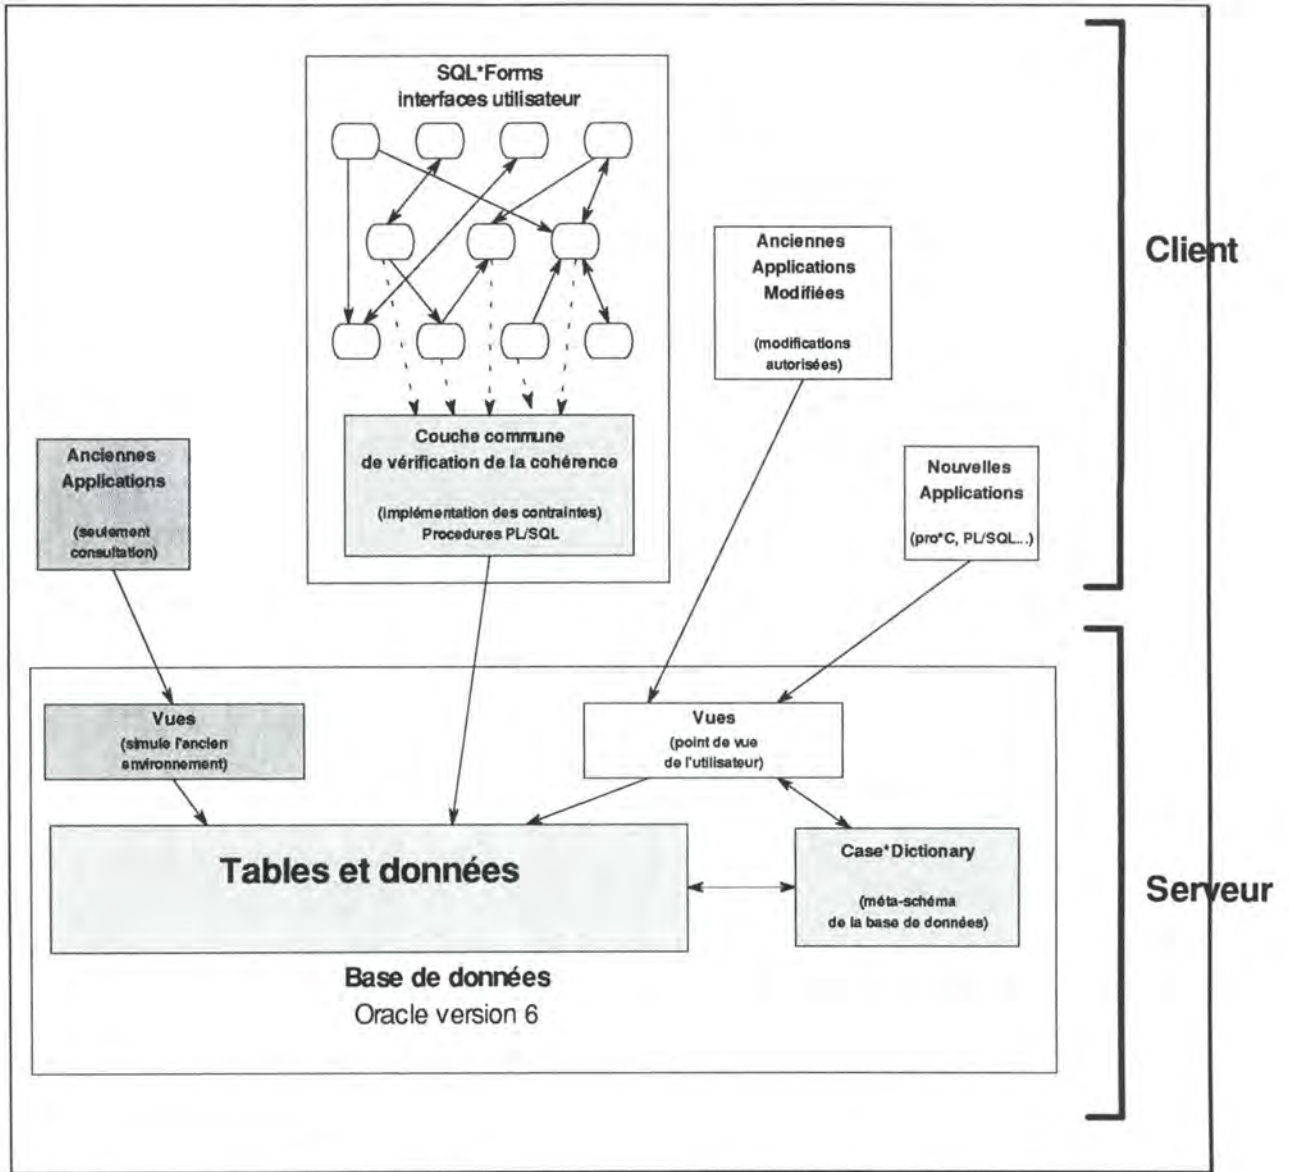 SQL*Forms
interfaces utilisateur
Client
Anciennes
Applications
Modifiées
(modifications
autorisées)
Couche commune
de vérification de la cohérence
(implémentation des contraintes)
Procedures PL/SQL
Anciennes
Applications
(seulement
consultation)
Nouvelles
Applications
(pro*C, PL/SQL...)
Vues
(simule l'ancien
environnement)
Vues
(point de vue
de l'utilisateur)
Tables et données
Case*Dictionary
(méta-schéma
de la base de données)
Serveur
Base de données
Oracle version 6